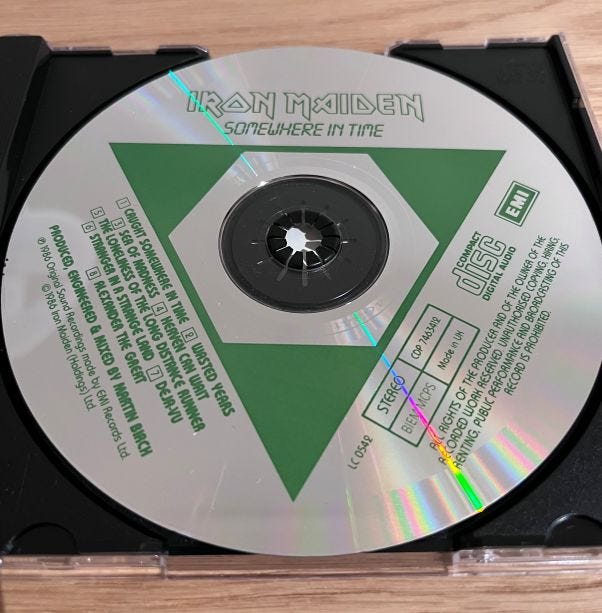 IRON MAIDEN
SOMEWHERE IN TIME
EMI
COMPACT
disc
DIGITAL AUDIO
1 CAUGHT SOMEWHERE IN TIME 2 WASTED YEARS
3 SEA OF MADNESS 4 HEAVEN CAN WAIT
5 THE LONELINESS OF THE LONG DISTANCE RUNNER
6 STRANGER IN A STRANGE LAND 7 DEJA-VU
8 ALEXANDER THE GREAT
PRODUCED, ENGINEERED & MIXED BY MARTIN BIRCH
℗ 1986 Original Sound Recordings made by EMI Records Ltd.
© 1986 Iron Maiden (Holdings) Ltd.
STEREO
CDP 7463412
BIEM/MCPS
Made in UK
LC 0542
ALL RIGHTS OF THE PRODUCER AND OF THE OWNER OF THE
RECORDED WORK RESERVED. UNAUTHORISED COPYING, HIRING,
RENTING, PUBLIC PERFORMANCE AND BROADCASTING OF THIS
RECORD IS PROHIBITED.